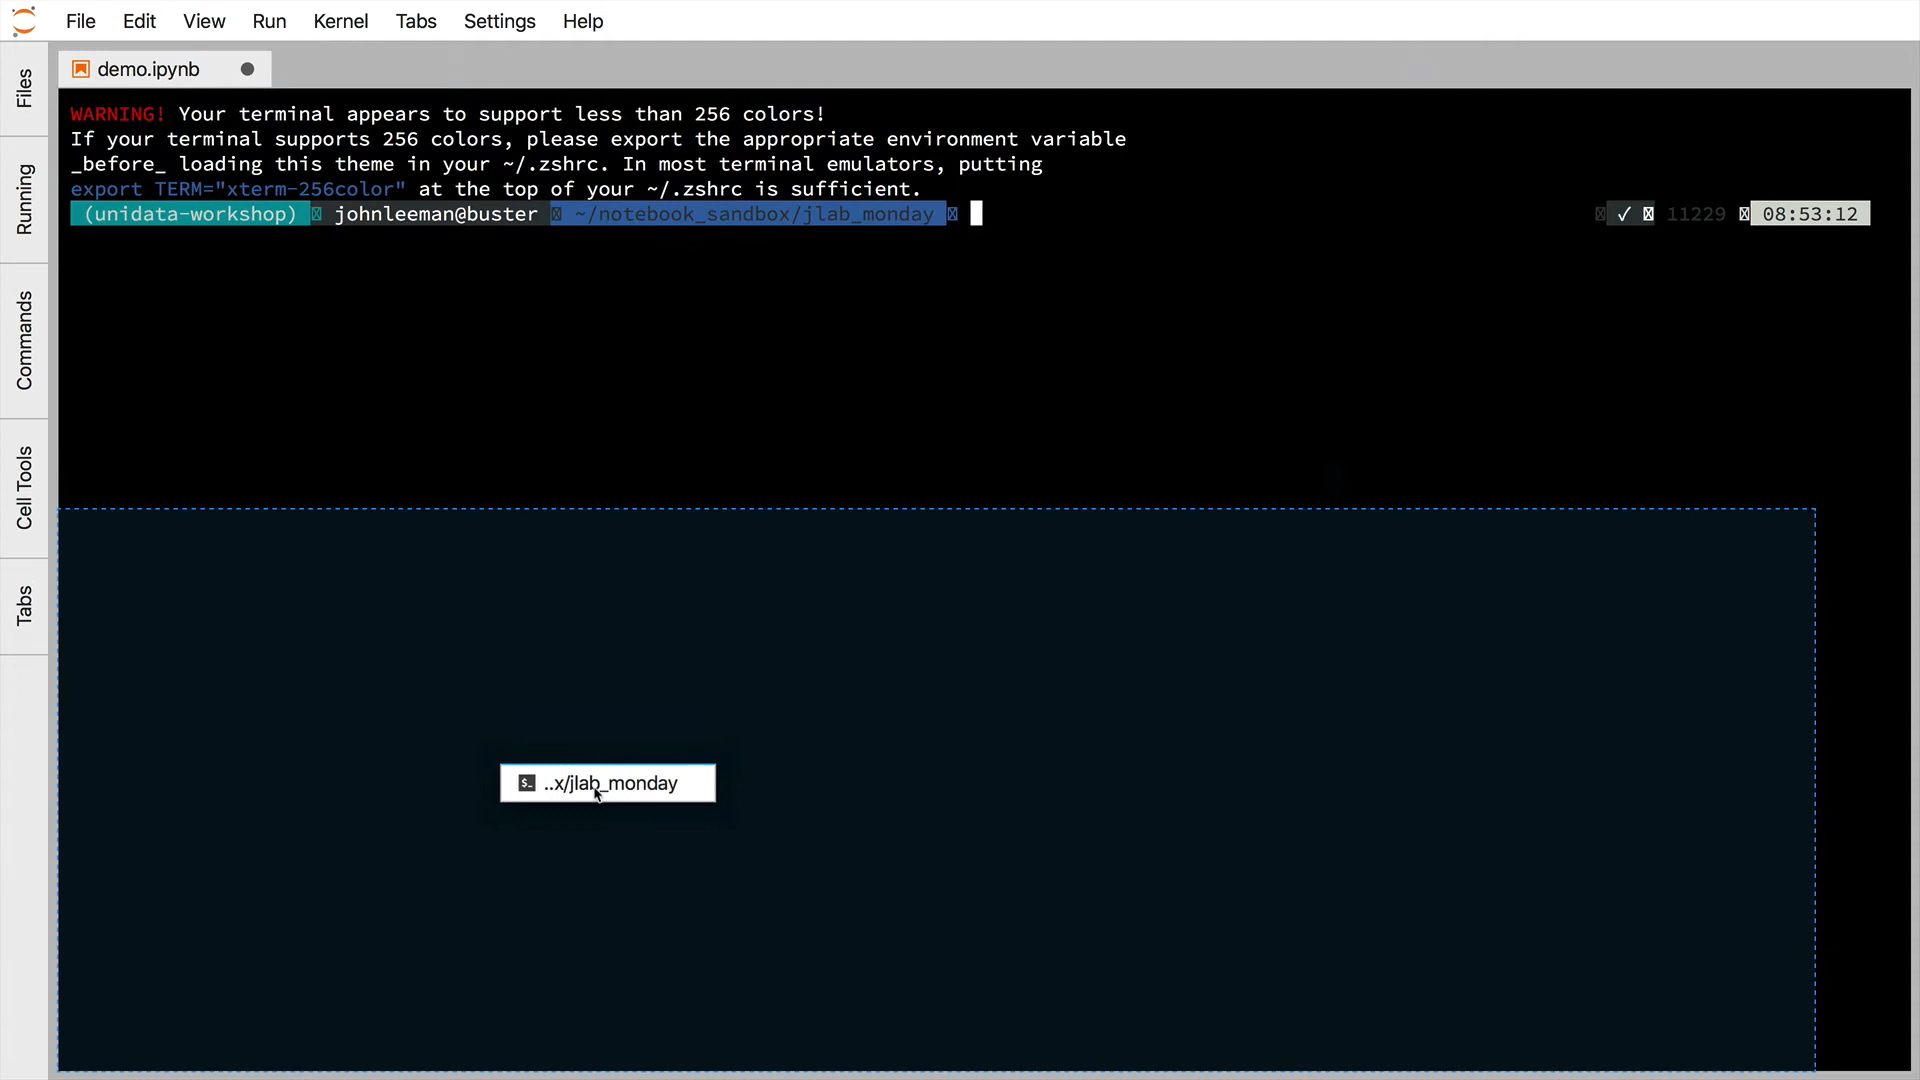 File Edit View Run Kernel Tabs Settings Help
demo.ipynb
Files
Running
Commands
Cell Tools
Tabs
WARNING! Your terminal appears to support less than 256 colors!
If your terminal supports 256 colors, please export the appropriate environment variable
_before_ loading this theme in your ~/.zshrc. In most terminal emulators, putting
export TERM="xterm-256color" at the top of your ~/.zshrc is sufficient.
(unidata-workshop) johnleeman@buster ~/notebook_sandbox/jlab_monday ✓ 11229 08:53:12
$_ ..x/jlab_monday